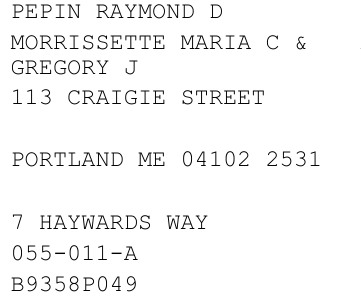 PEPIN RAYMOND D
MORRISSETTE MARIA C &
GREGORY J
113 CRAIGIE STREET
PORTLAND ME 04102 2531
7 HAYWARDS WAY
055-011-A
B9358P049